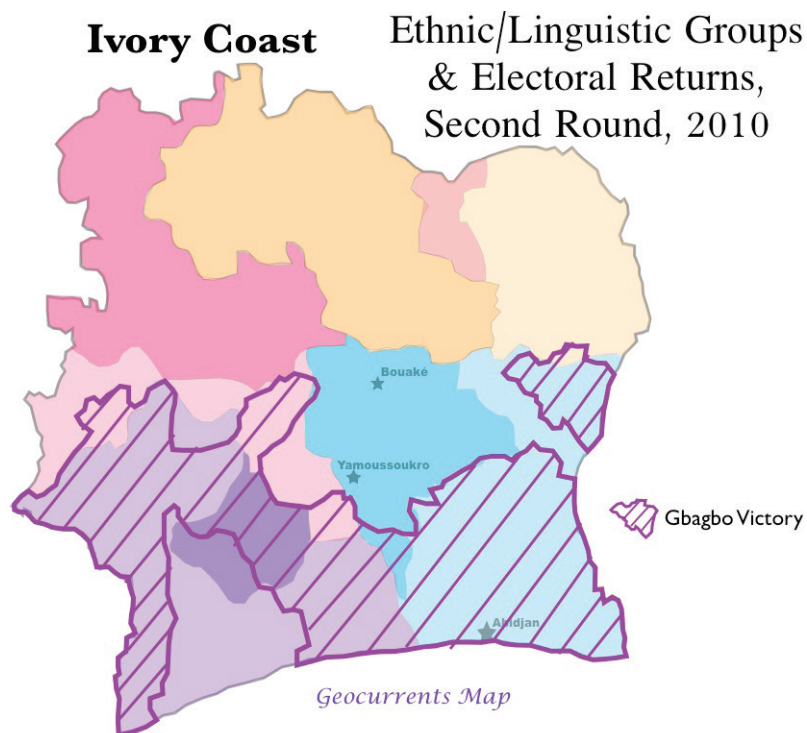 Ivory Coast
Ethnic/Linguistic Groups
& Electoral Returns,
Second Round, 2010
Bouaké
Yamoussoukro
Gbagbo Victory
Abidjan
Geocurrents Map